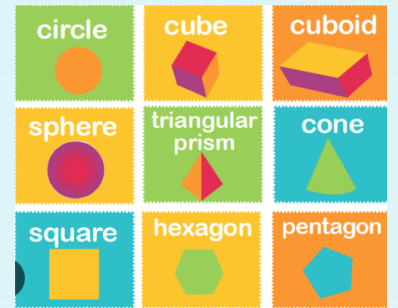 circle
cube
cuboid
sphere
triangular
prism
cone
square
hexagon
pentagon